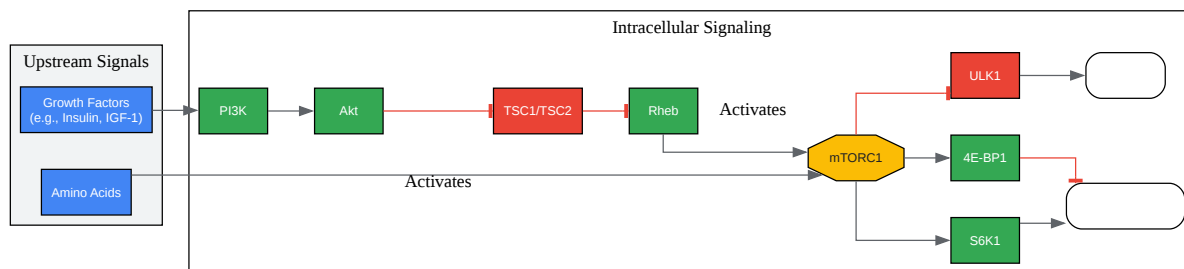 Intracellular Signaling
Upstream Signals
Growth Factors
(e.g., Insulin, IGF-1)
Amino Acids
PI3K
Akt
TSC1/TSC2
Rheb
Activates
Activates
mTORC1
ULK1
4E-BP1
S6K1